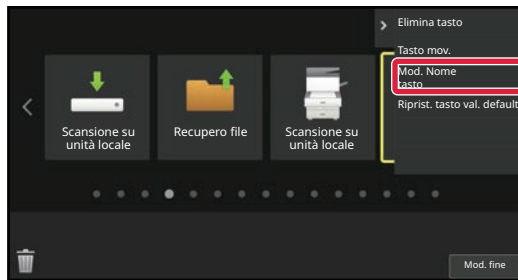 Elimina tasto
Tasto mov.
Mod. Nome
tasto
Riprist. tasto val. default
Scansione su
unità locale
Recupero file
Scansione su
unità locale
Mod. fine